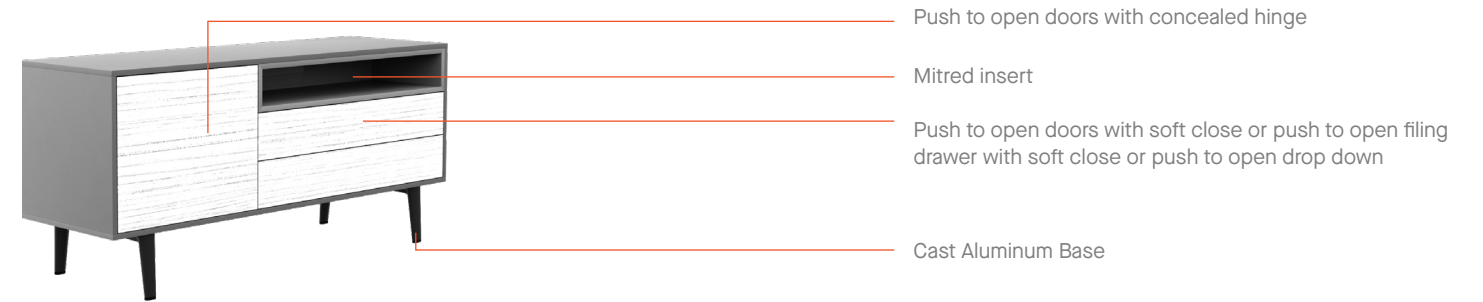 Push to open doors with concealed hinge
Mitred insert
Push to open doors with soft close or push to open filing
drawer with soft close or push to open drop down
Cast Aluminum Base